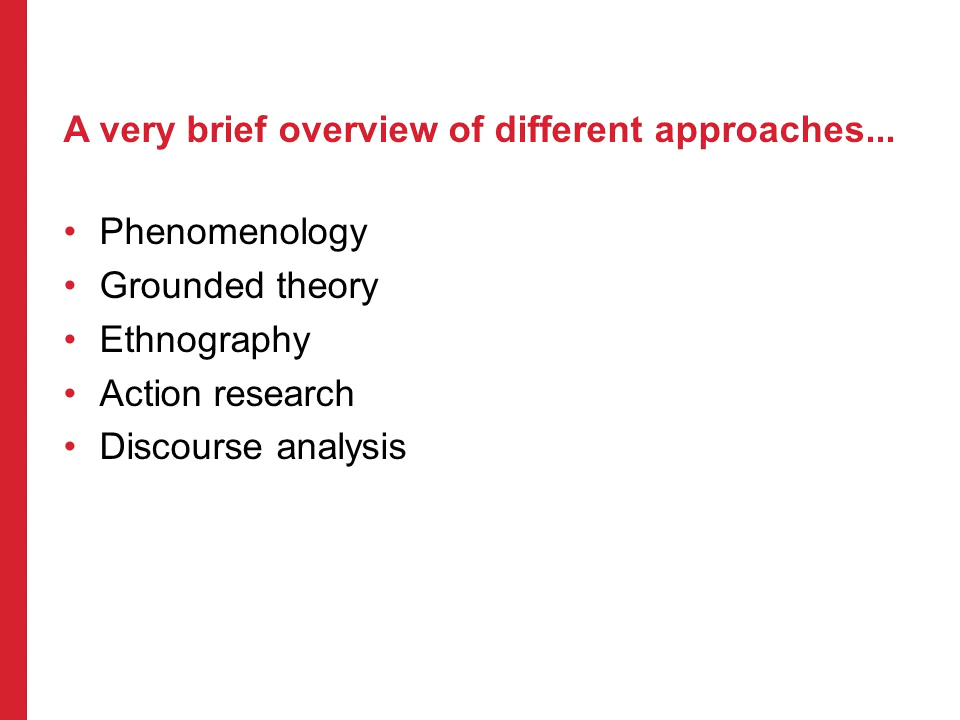 A very brief overview of different approaches...
• Phenomenology
• Grounded theory
• Ethnography
• Action research
• Discourse analysis